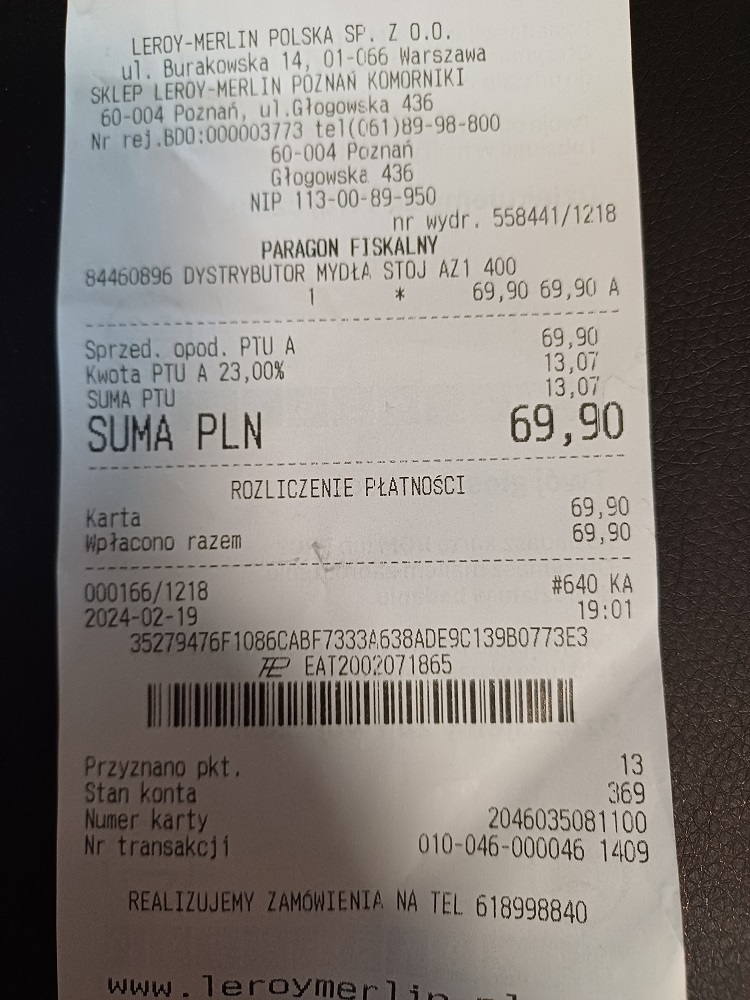 LEROY-MERLIN POLSKA SP. Z O.O.
ul. Burakowska 14, 01-066 Warszawa
SKLEP LEROY-MERLIN POZNAŃ KOMORNIKI
60-004 Poznań, ul.Głogowska 436
Nr rej.BDO:000003773 tel(061)89-98-800
60-004 Poznań
Głogowska 436
NIP 113-00-89-950
nr wydr. 558441/1218
PARAGON FISKALNY
84460896 DYSTRYBUTOR MYDŁA STOJ AZ1 400
1 * 69,90 69,90 A
Sprzed. opod. PTU A 69,90
Kwota PTU A 23,00% 13,07
SUMA PTU 13,07
SUMA PLN 69,90
ROZLICZENIE PŁATNOŚCI
Karta 69,90
Wpłacono razem 69,90
000166/1218 #640 KA
2024-02-19 19:01
35279476F1086CABF7333A638ADE9C139B0773E3
EAT2002071865
Przyznano pkt. 13
Stan konta 369
Numer karty 2046035081100
Nr transakcji 010-046-000046 1409
REALIZUJEMY ZAMÓWIENIA NA TEL 618998840
www.leroymerlin.pl